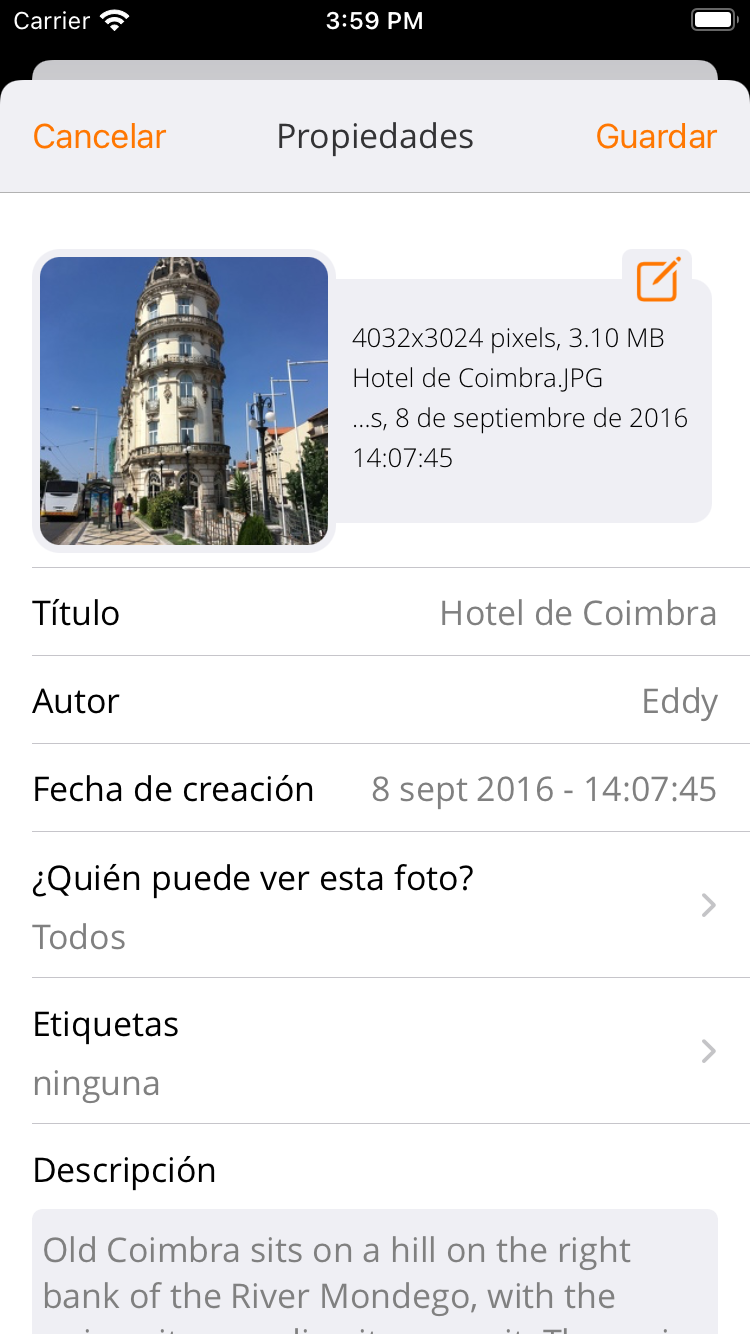 Carrier 3:59 PM
Cancelar Propiedades Guardar
4032x3024 pixels, 3.10 MB
Hotel de Coimbra.JPG
...s, 8 de septiembre de 2016
14:07:45
Título Hotel de Coimbra
Autor Eddy
Fecha de creación 8 sept 2016 - 14:07:45
¿Quién puede ver esta foto?
Todos
Etiquetas
ninguna
Descripción
Old Coimbra sits on a hill on the right
bank of the River Mondego, with the